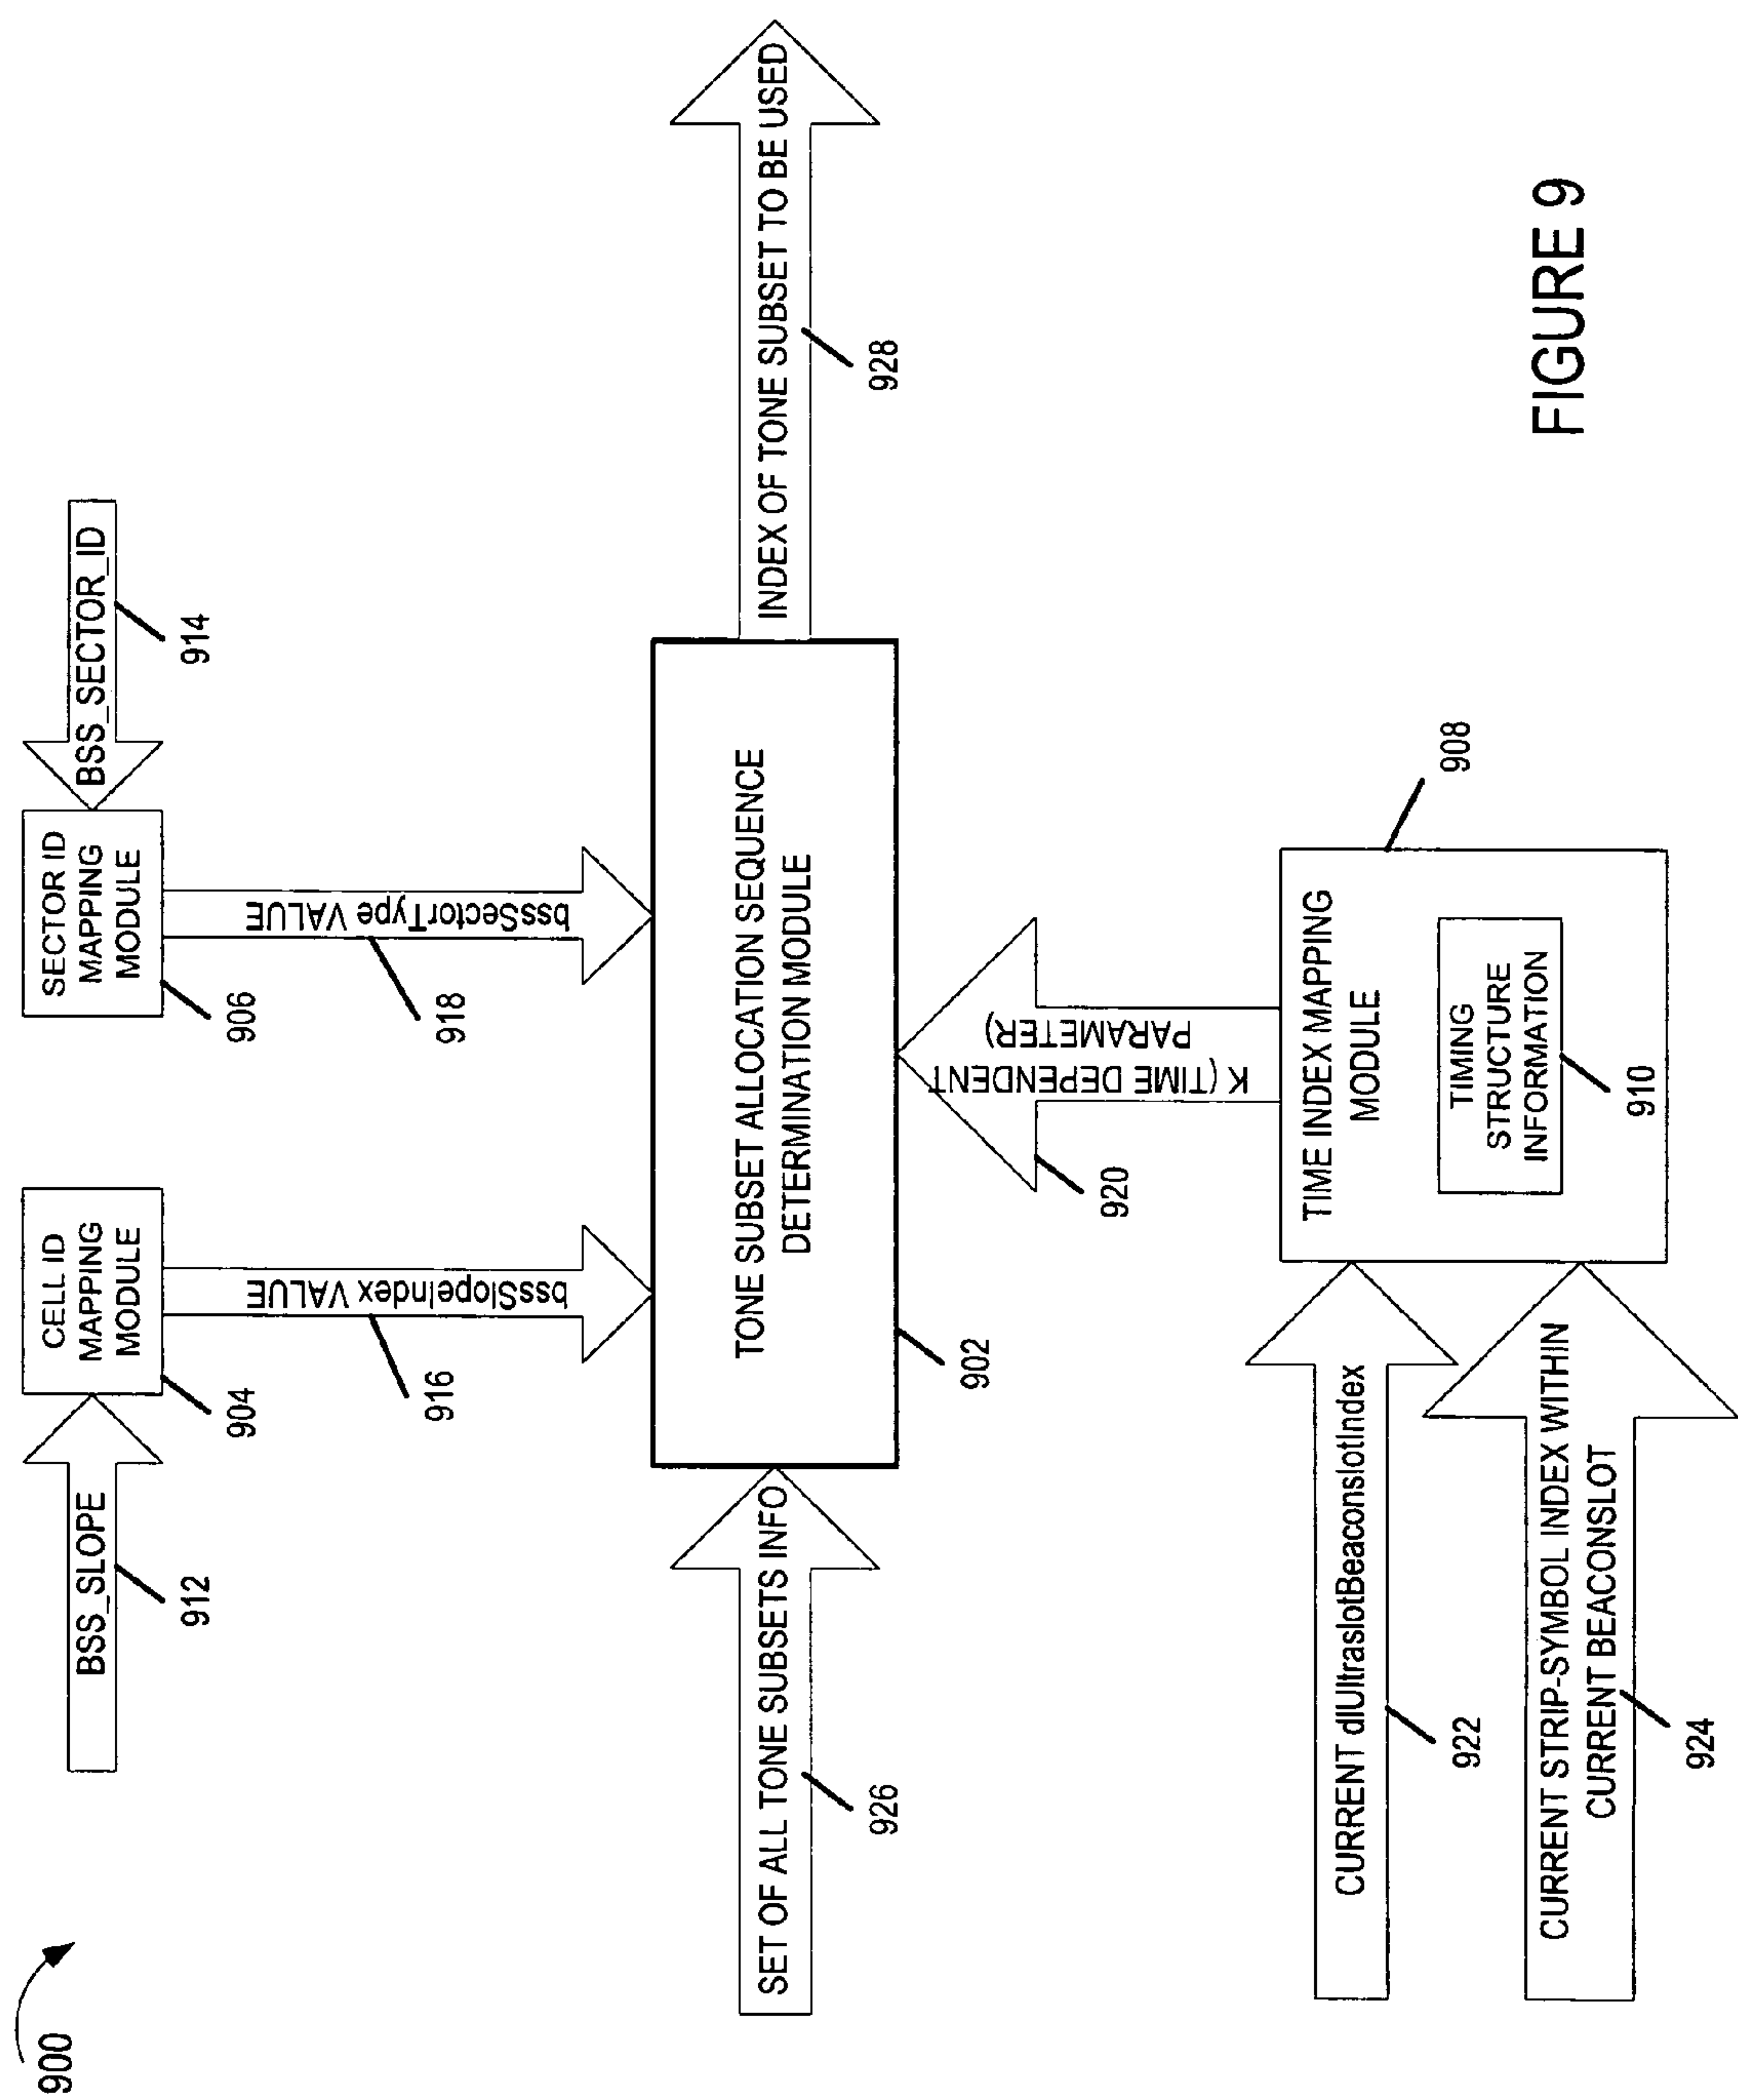 900
BSS_SLOPE
912
CELL ID
MAPPING
MODULE
904
SECTOR ID
MAPPING
MODULE
906
BSS_SECTOR_ID
914
bssSlopeIndex VALUE
916
bssSectorType VALUE
918
SET OF ALL TONE SUBSETS INFO
926
TONE SUBSET ALLOCATION SEQUENCE
DETERMINATION MODULE
902
INDEX OF TONE SUBSET TO BE USED
928
K (TIME DEPENDENT
PARAMETER)
920
CURRENT dlUltraslotBeaconslotIndex
922
CURRENT STRIP-SYMBOL INDEX WITHIN
CURRENT BEACONSLOT
924
TIME INDEX MAPPING
MODULE
908
TIMING
STRUCTURE
INFORMATION
910
FIGURE 9